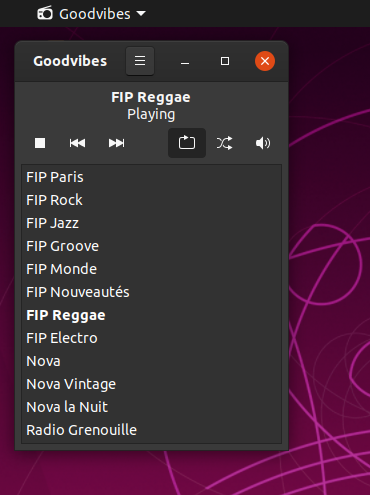 Goodvibes
Goodvibes
FIP Reggae
Playing
FIP Paris
FIP Rock
FIP Jazz
FIP Groove
FIP Monde
FIP Nouveautés
FIP Reggae
FIP Electro
Nova
Nova Vintage
Nova la Nuit
Radio Grenouille